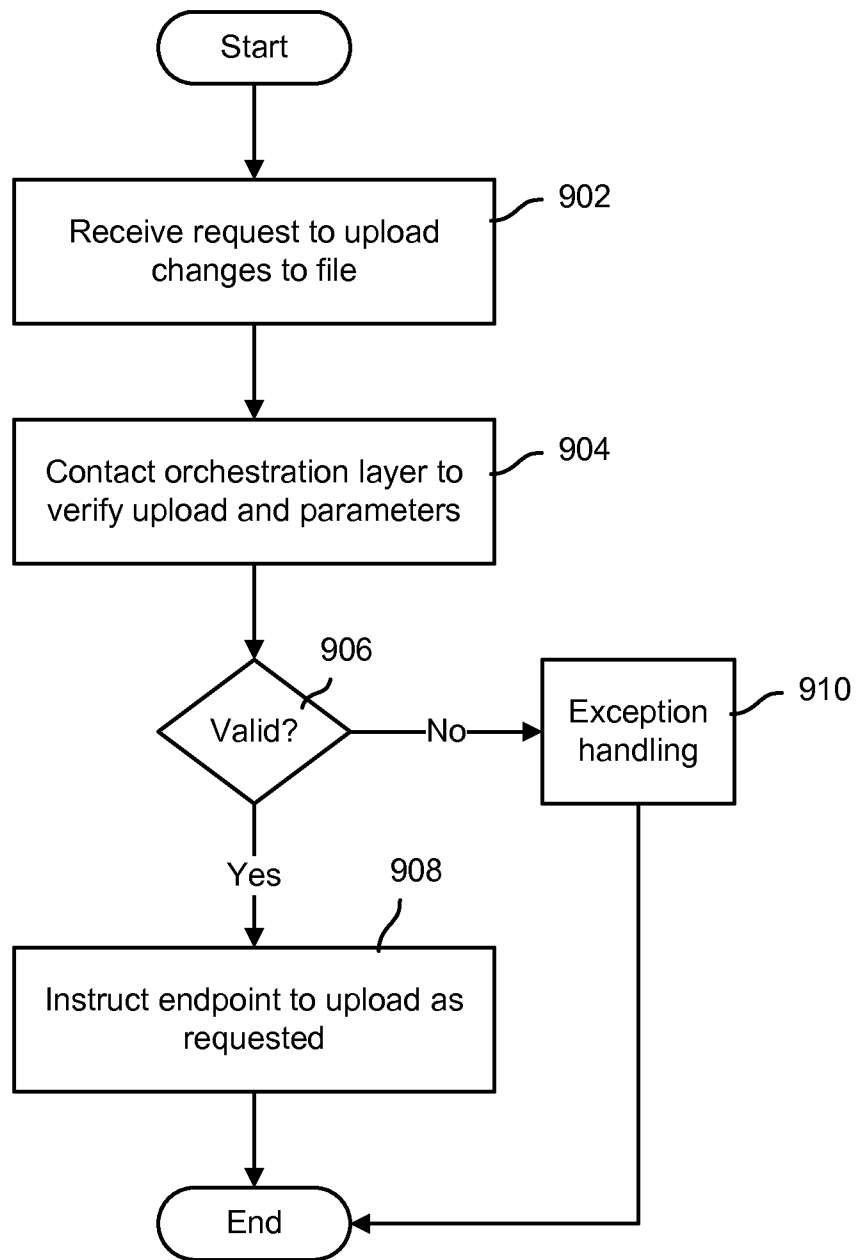 Start
902
Receive request to upload
changes to file
904
Contact orchestration layer to
verify upload and parameters
906
Valid?
No
Exception
handling
910
Yes
908
Instruct endpoint to upload as
requested
End